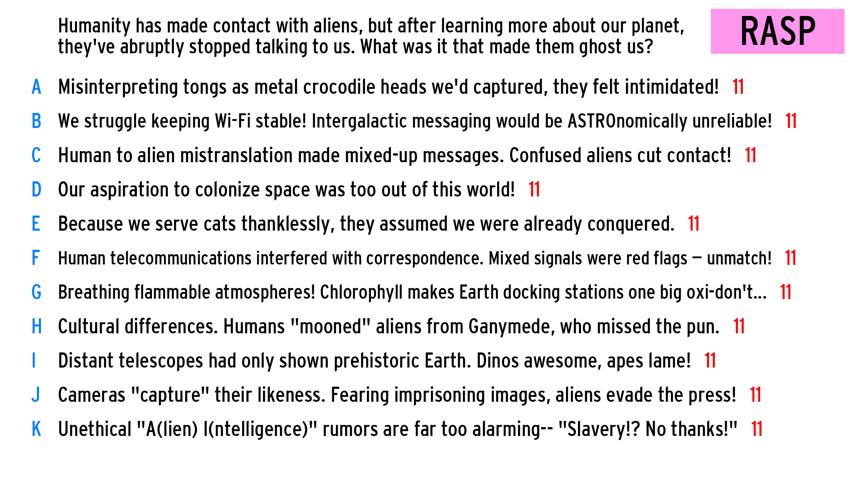 Humanity has made contact with aliens, but after learning more about our planet,
they've abruptly stopped talking to us. What was it that made them ghost us?
RASP
A Misinterpreting tongs as metal crocodile heads we'd captured, they felt intimidated! 11
B We struggle keeping Wi-Fi stable! Intergalactic messaging would be ASTROnomically unreliable! 11
C Human to alien mistranslation made mixed-up messages. Confused aliens cut contact! 11
D Our aspiration to colonize space was too out of this world! 11
E Because we serve cats thanklessly, they assumed we were already conquered. 11
F Human telecommunications interfered with correspondence. Mixed signals were red flags – unmatch! 11
G Breathing flammable atmospheres! Chlorophyll makes Earth docking stations one big oxi-don't... 11
H Cultural differences. Humans "mooned" aliens from Ganymede, who missed the pun. 11
I Distant telescopes had only shown prehistoric Earth. Dinos awesome, apes lame! 11
J Cameras "capture" their likeness. Fearing imprisoning images, aliens evade the press! 11
K Unethical "A(lien) I(ntelligence)" rumors are far too alarming-- "Slavery!? No thanks!" 11